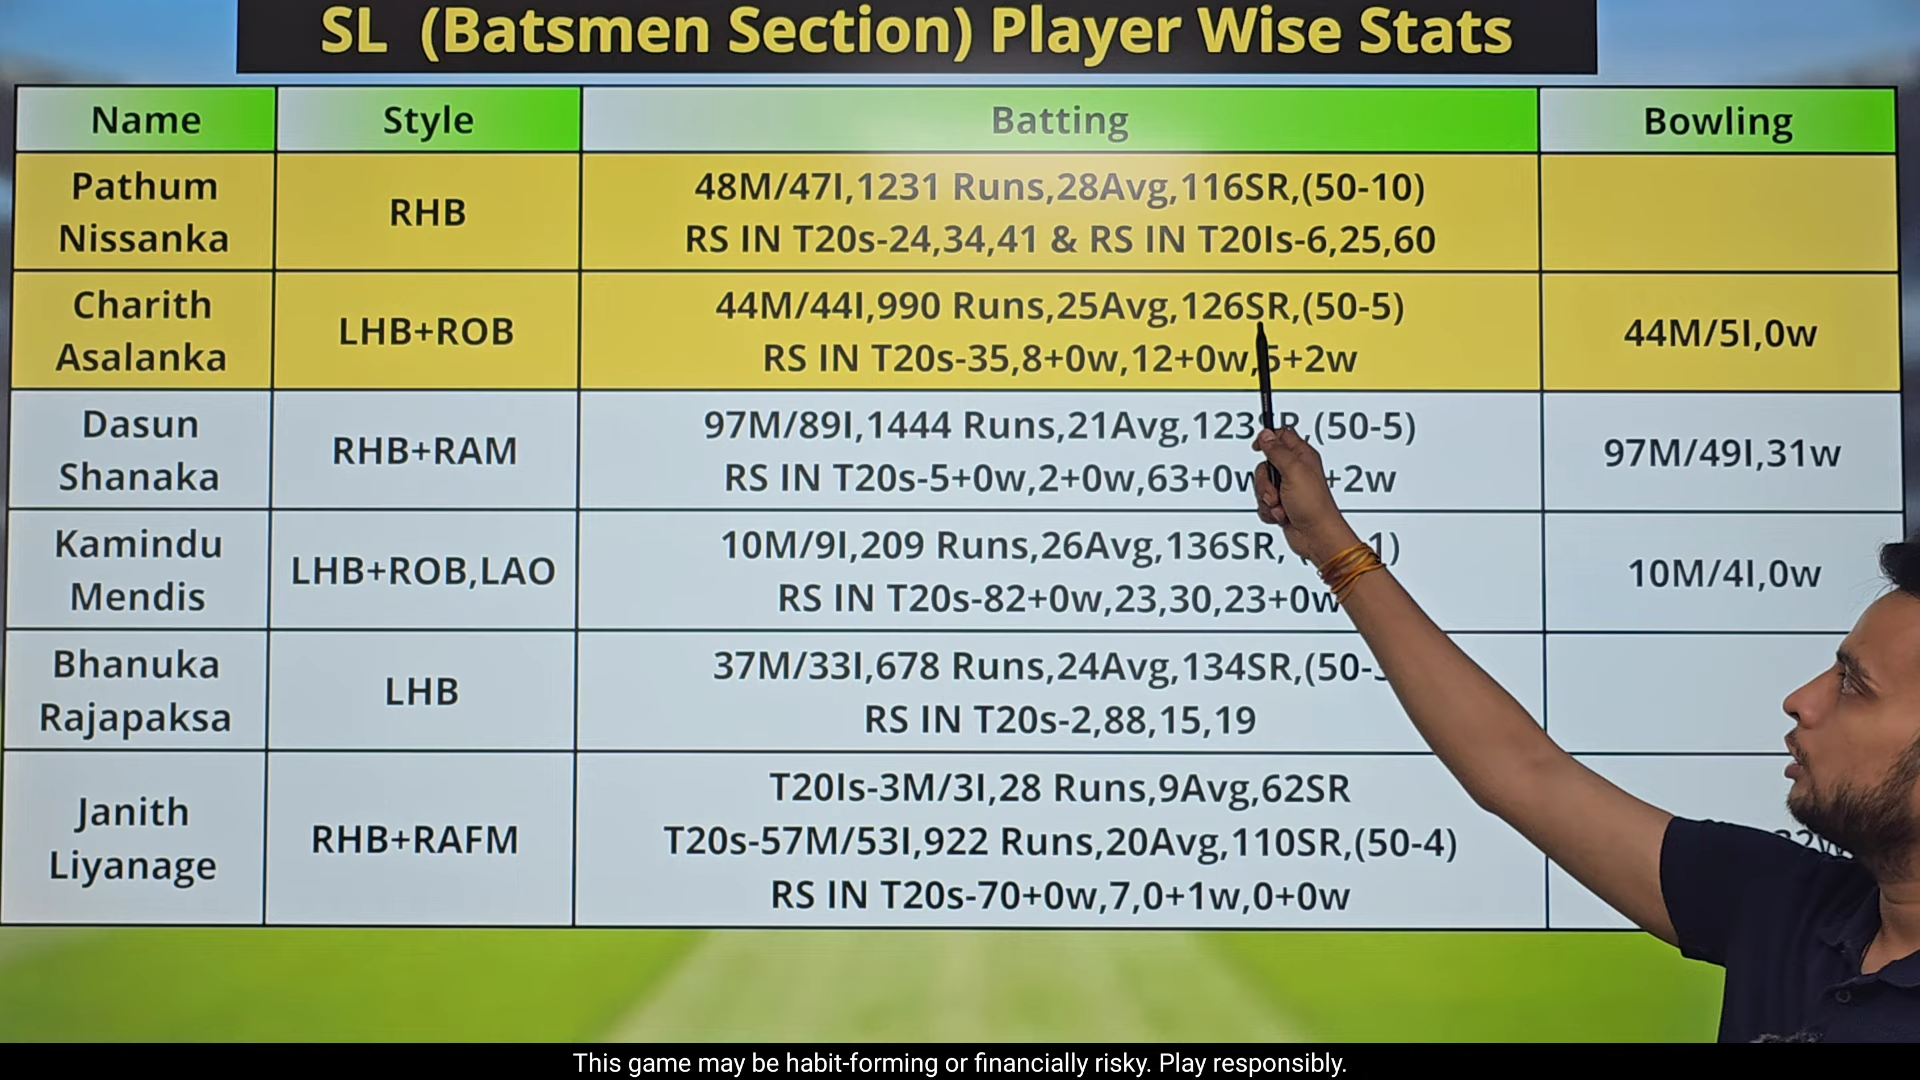 SL (Batsmen Section) Player Wise Stats
Name Style Batting Bowling
Pathum
Nissanka
RHB
48M/47I,1231 Runs,28Avg,116SR,(50-10)
RS IN T20s-24,34,41 & RS IN T20Is-6,25,60
Charith
Asalanka
LHB+ROB
44M/44I,990 Runs,25Avg,126SR,(50-5)
RS IN T20s-35,8+0w,12+0w,5+2w
44M/5I,0w
Dasun
Shanaka
RHB+RAM
97M/89I,1444 Runs,21Avg,123SR,(50-5)
RS IN T20s-5+0w,2+0w,63+0w +2w
97M/49I,31w
Kamindu
Mendis
LHB+ROB,LAO
10M/9I,209 Runs,26Avg,136SR, 1)
RS IN T20s-82+0w,23,30,23+0w
10M/4I,0w
Bhanuka
Rajapaksa
LHB
37M/33I,678 Runs,24Avg,134SR,(50-
RS IN T20s-2,88,15,19
Janith
Liyanage
RHB+RAFM
T20Is-3M/3I,28 Runs,9Avg,62SR
T20s-57M/53I,922 Runs,20Avg,110SR,(50-4)
RS IN T20s-70+0w,7,0+1w,0+0w
This game may be habit-forming or financially risky. Play responsibly.